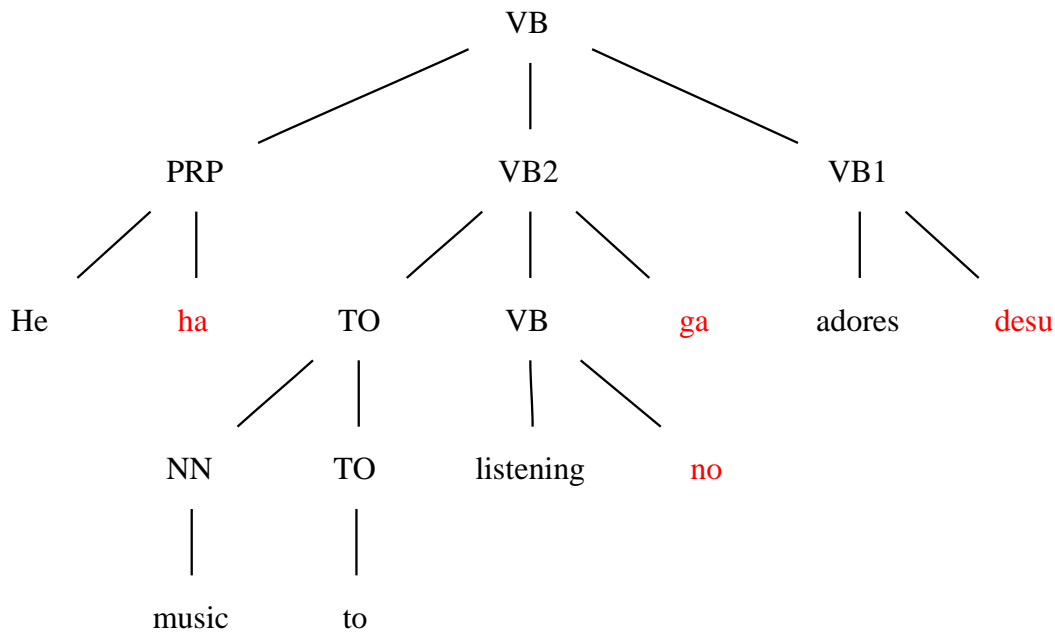 VB
PRP VB2 VB1
He ha TO VB ga adores desu
NN TO listening no
music to